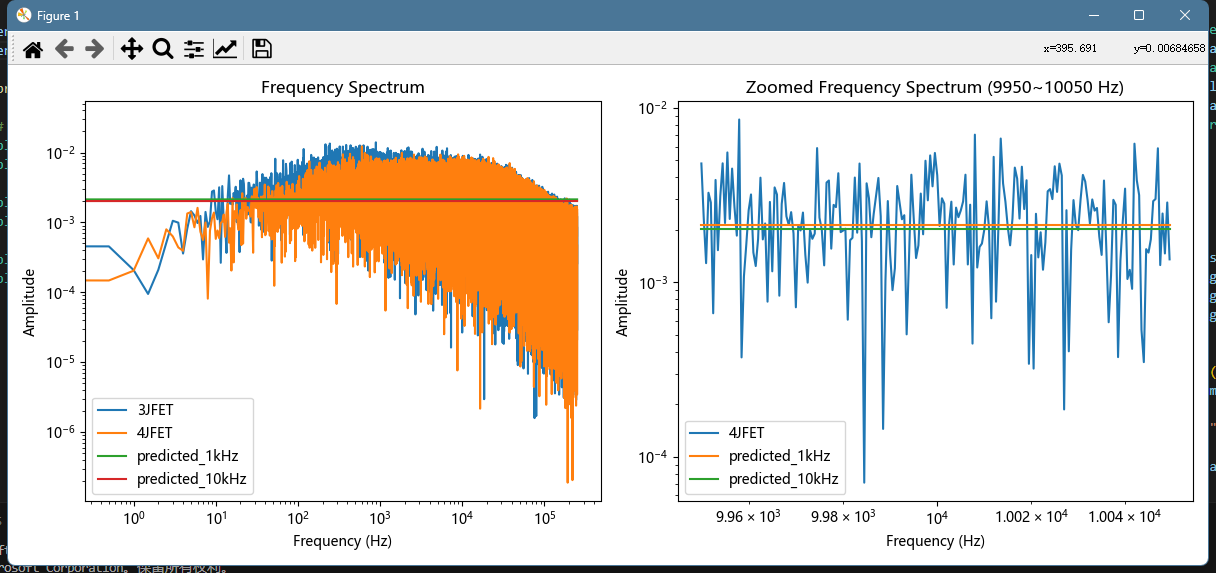 Figure 1
x=395.691 y=0.00684658
Frequency Spectrum
10⁻²
10⁻³
10⁻⁴
10⁻⁵
10⁻⁶
Amplitude
3JFET
4JFET
predicted_1kHz
predicted_10kHz
10⁰ 10¹ 10² 10³ 10⁴ 10⁵
Frequency (Hz)
Zoomed Frequency Spectrum (9950~10050 Hz)
10⁻²
10⁻³
10⁻⁴
Amplitude
4JFET
predicted_1kHz
predicted_10kHz
9.96 × 10³ 9.98 × 10³ 10⁴ 1.002 × 10⁴ 1.004 × 10⁴
Frequency (Hz)
rosoft Corporation。保留所有权利。